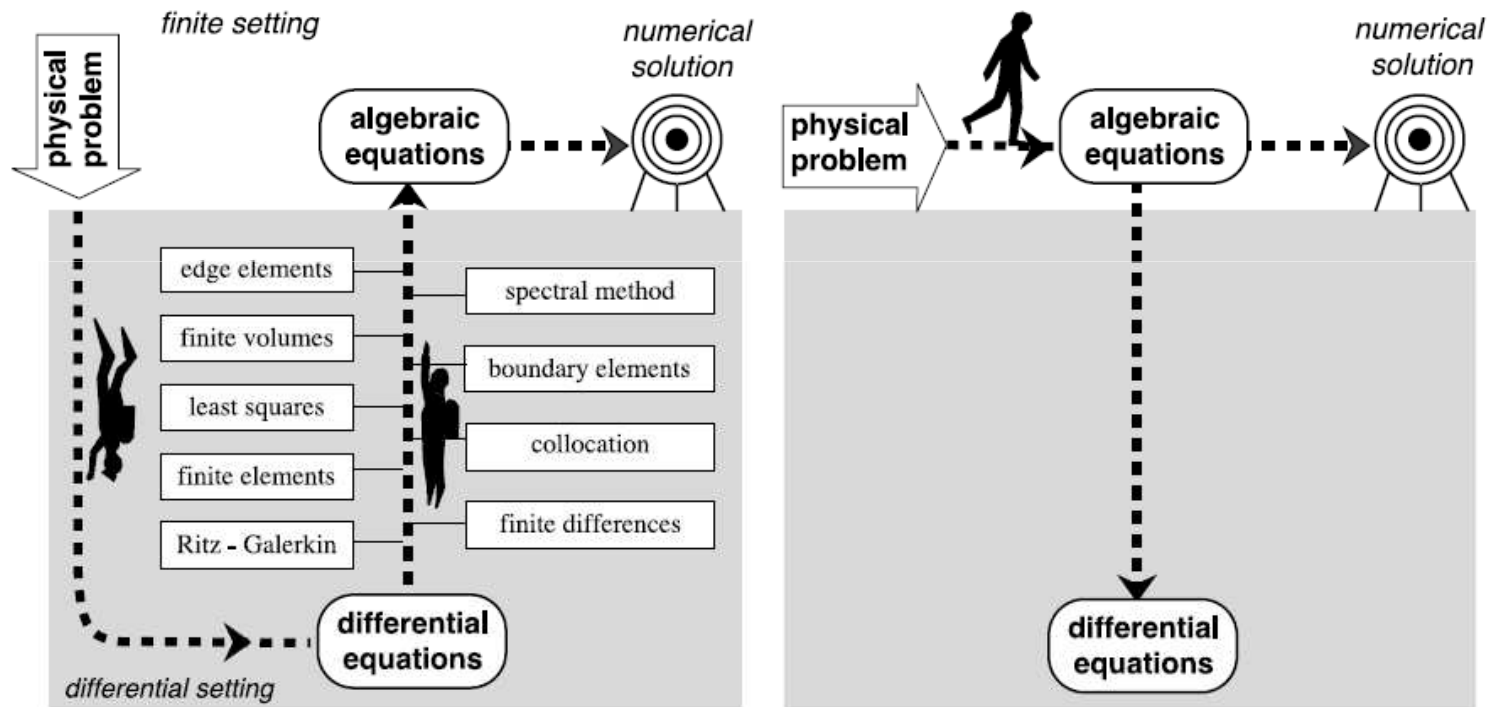 finite setting
physical
problem
numerical
solution
algebraic
equations
edge elements
spectral method
finite volumes
boundary elements
least squares
collocation
finite elements
finite differences
Ritz - Galerkin
differential
equations
differential setting
physical
problem
algebraic
equations
numerical
solution
differential
equations